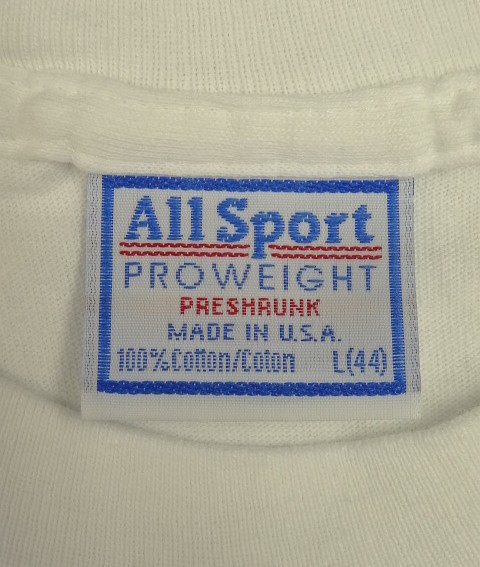 All Sport
PROWEIGHT
PRESHRUNK
MADE IN U.S.A.
100% Cotton/Coton L(44)